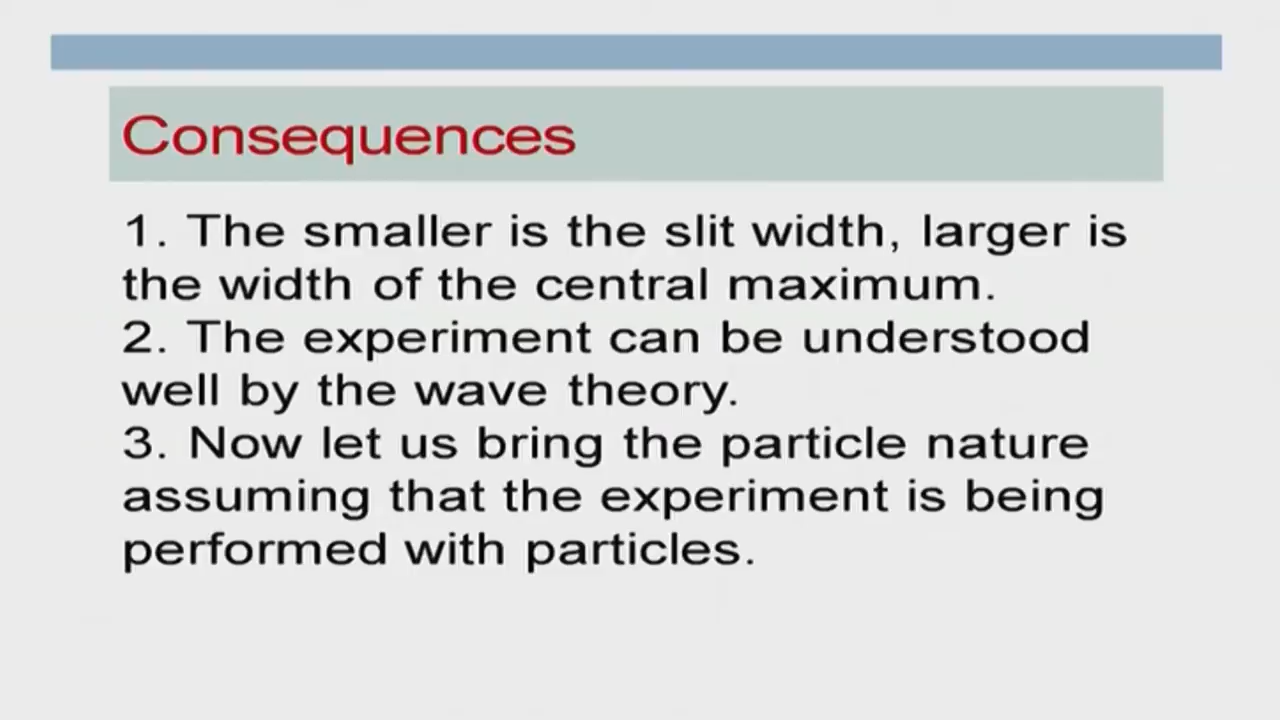 Consequences
1. The smaller is the slit width, larger is
the width of the central maximum.
2. The experiment can be understood
well by the wave theory.
3. Now let us bring the particle nature
assuming that the experiment is being
performed with particles.